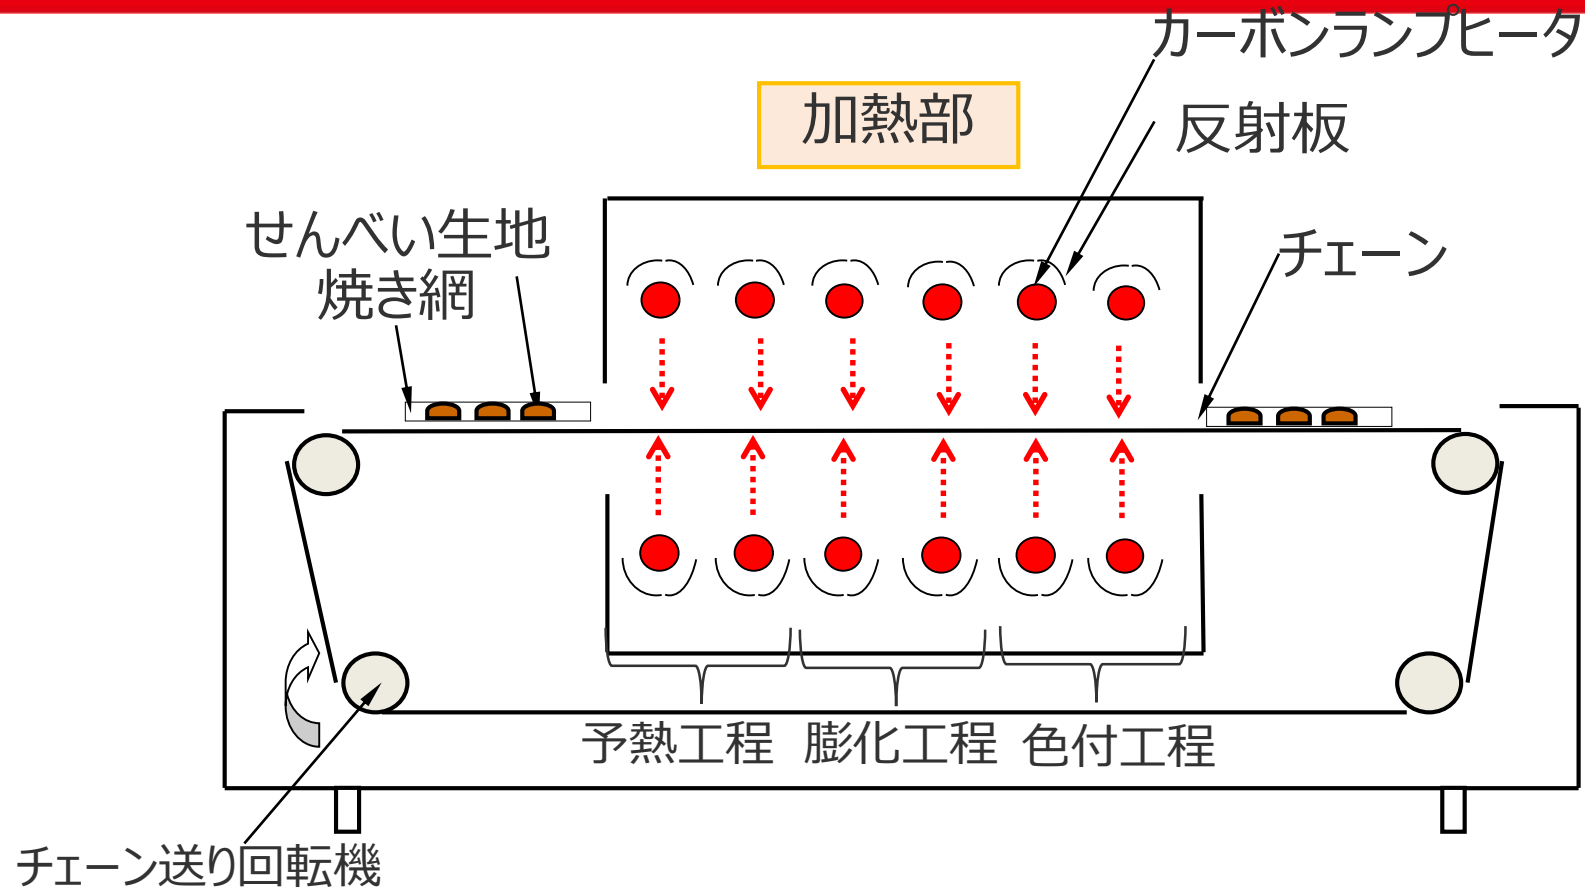 カーボンランプヒータ
加熱部
反射板
せんべい生地
焼き網
チェーン
予熱工程
膨化工程
色付工程
チェーン送り回転機